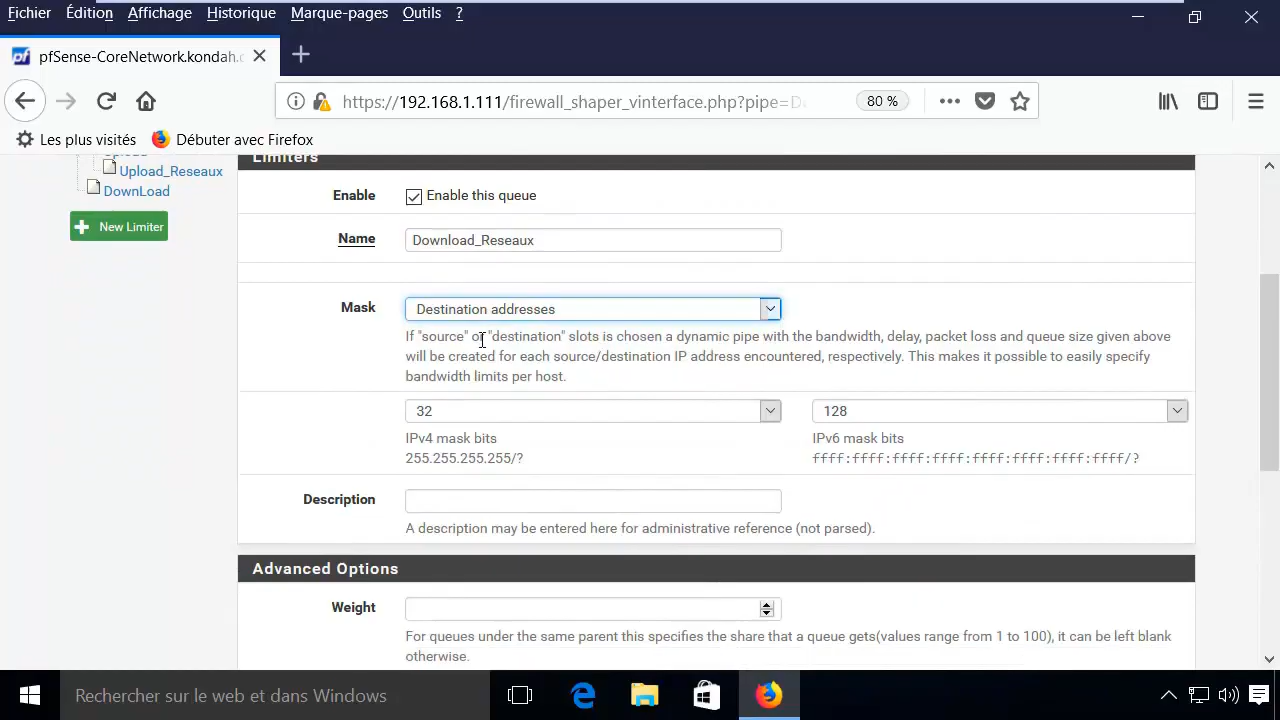 Fichier Édition Affichage Historique Marque-pages Outils ?
pfSense-CoreNetwork.kondah.
https://192.168.1.111/firewall_shaper_vinterface.php?pipe=D
80 %
Les plus visités Débuter avec Firefox
Limiters
Upload
Upload_Reseaux
DownLoad
New Limiter
Enable Enable this queue
Name Download_Reseaux
Mask Destination addresses
If "source" or "destination" slots is chosen a dynamic pipe with the bandwidth, delay, packet loss and queue size given above
will be created for each source/destination IP address encountered, respectively. This makes it possible to easily specify
bandwidth limits per host.
32 128
IPv4 mask bits IPv6 mask bits
255.255.255.255/? ffff:ffff:ffff:ffff:ffff:ffff:ffff:ffff/?
Description
A description may be entered here for administrative reference (not parsed).
Advanced Options
Weight
For queues under the same parent this specifies the share that a queue gets(values range from 1 to 100), it can be left blank
otherwise.
Rechercher sur le web et dans Windows